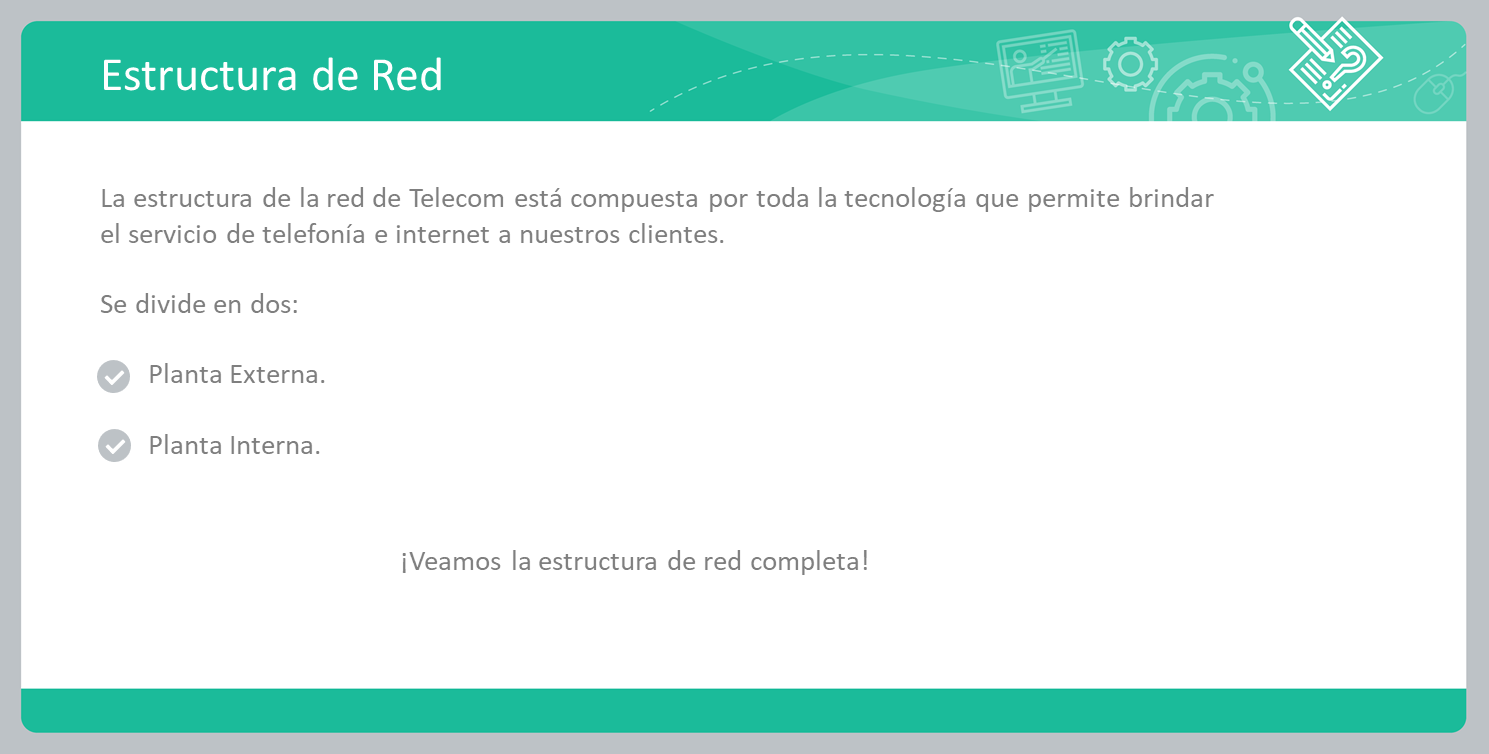 Estructura de Red
La estructura de la red de Telecom está compuesta por toda la tecnología que permite brindar
el servicio de telefonía e internet a nuestros clientes.
Se divide en dos:
Planta Externa.
Planta Interna.
¡Veamos la estructura de red completa!